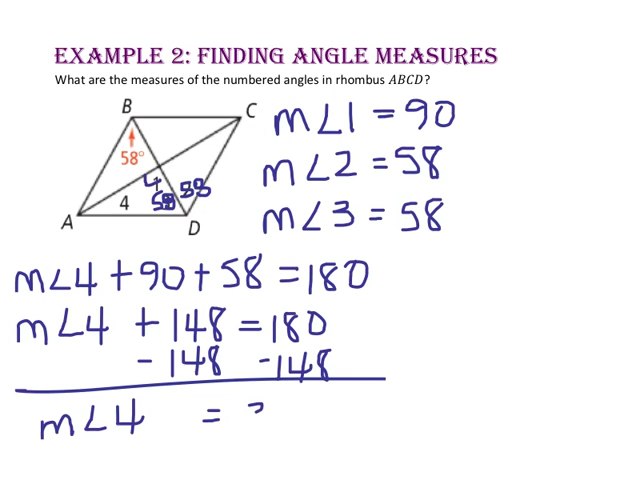 EXAMPLE 2: FINDING ANGLE MEASURES
What are the measures of the numbered angles in rhombus ABCD?
B
C
58°
4
58
58
A
D
m∠1 = 90
m∠2 = 58
m∠3 = 58
m∠4 + 90 + 58 = 180
m∠4 + 148 = 180
- 148 -148
m∠4 =